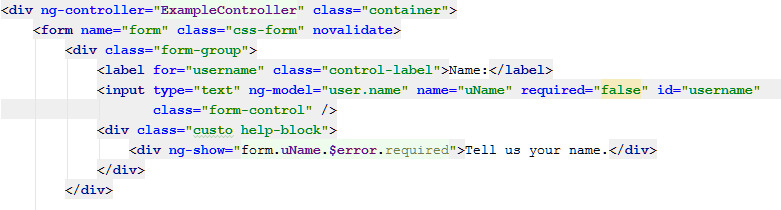 <div ng-controller="ExampleController" class="container">
<form name="form" class="css-form" novalidate>
<div class="form-group">
<label for="username" class="control-label">Name:</label>
<input type="text" ng-model="user.name" name="uName" required="false" id="username"
class="form-control" />
<div class="custo help-block">
<div ng-show="form.uName.$error.required">Tell us your name.</div>
</div>
</div>